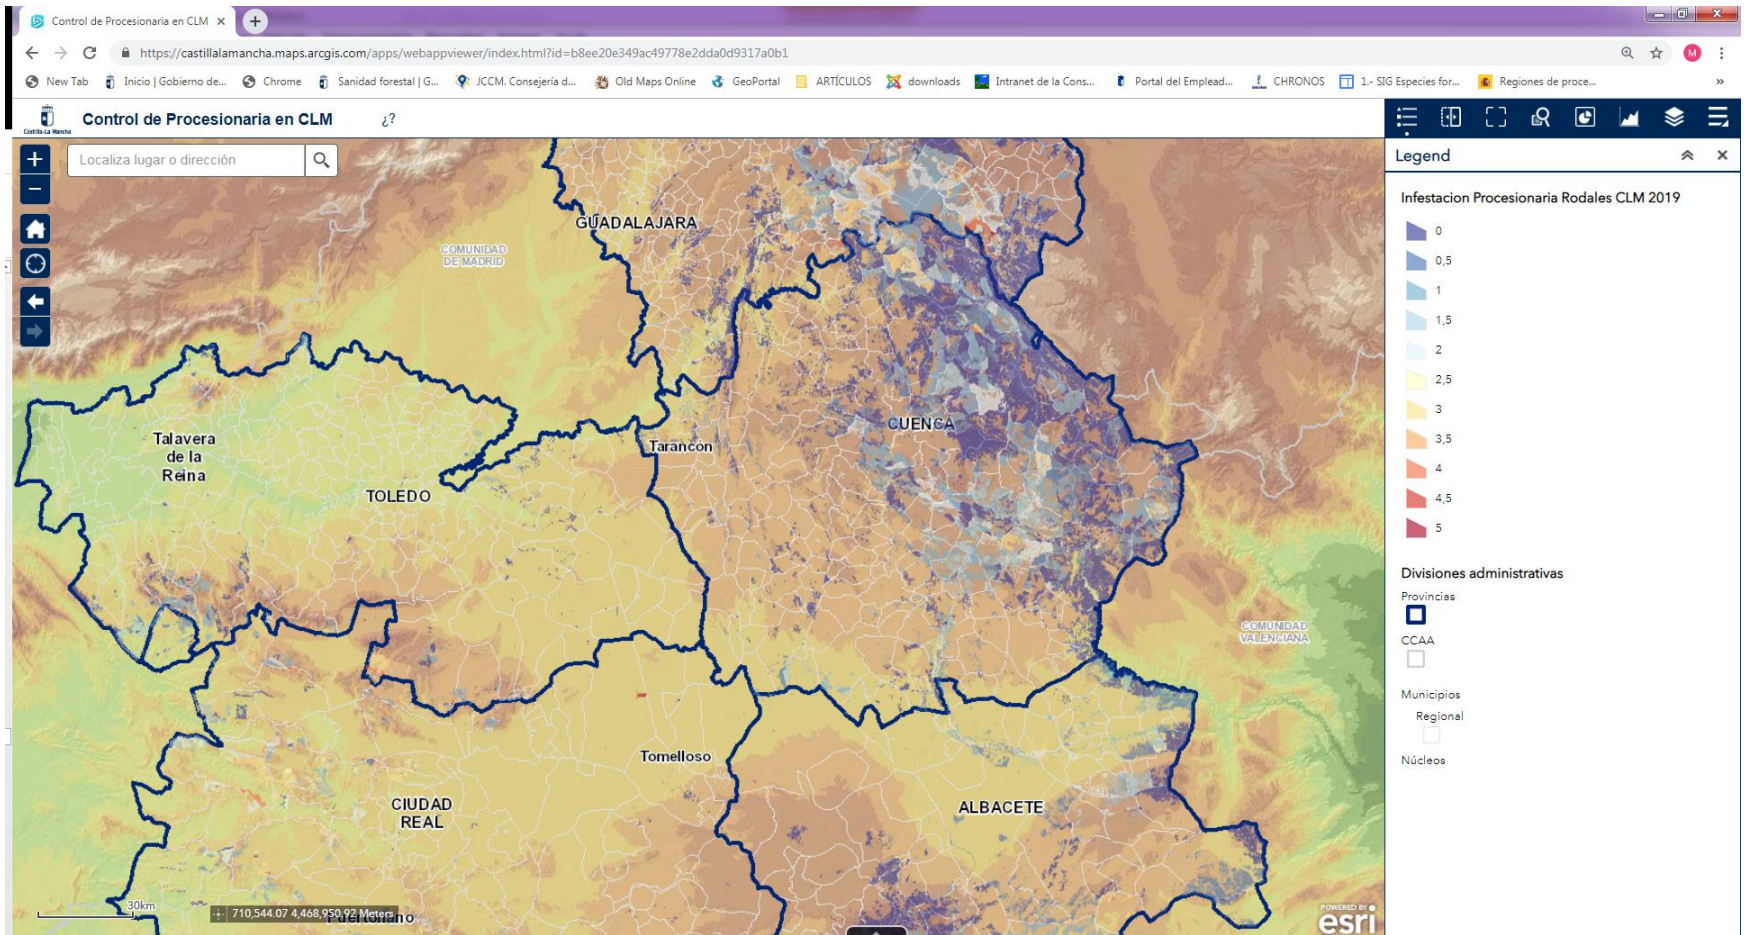 Control de Procesionaria en CLM
https://castillalamancha.maps.arcgis.com/apps/webappviewer/index.html?id=b8ee20e349ac49778e2dda0d9317a0b1
M
New Tab Inicio | Gobierno de... Chrome Sanidad forestal | G... JCCM. Consejería d... Old Maps Online GeoPortal ARTÍCULOS downloads Intranet de la Cons... Portal del Emplead... CHRONOS 1.- SIG Especies for... Regiones de proce... »
Castilla-La Mancha
Control de Procesionaria en CLM ¿?
Localiza lugar o dirección
GUADALAJARA
COMUNIDAD
DE MADRID
CUENCA
Talavera
de la
Reina
Tarancón
TOLEDO
COMUNIDAD
VALENCIANA
Tomelloso
CIUDAD
REAL
ALBACETE
30km
710,544.07 4,468,950.92 Meters
POWERED BY
esri
Legend
Infestacion Procesionaria Rodales CLM 2019
0
0,5
1
1,5
2
2,5
3
3,5
4
4,5
5
Divisiones administrativas
Provincias
CCAA
Municipios
Regional
Núcleos